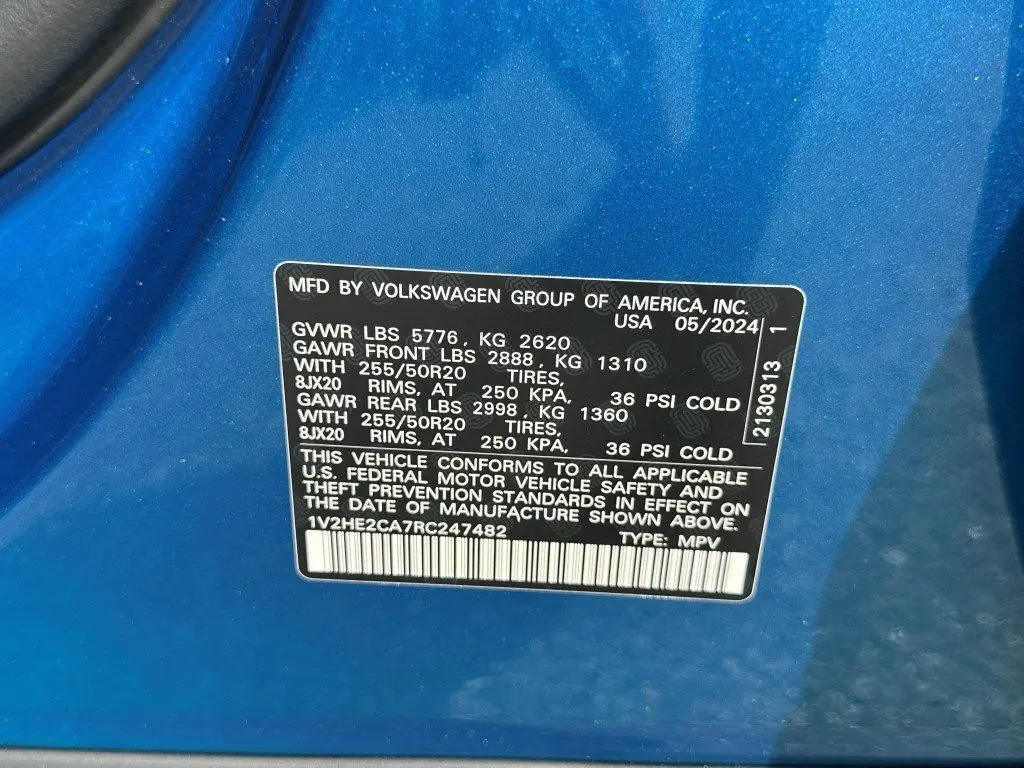 MFD BY VOLKSWAGEN GROUP OF AMERICA, INC.
USA 05/2024
GVWR LBS 5776, KG 2620
GAWR FRONT LBS 2888, KG 1310
WITH 255/50R20 TIRES,
8JX20 RIMS, AT 250 KPA, 36 PSI COLD
GAWR REAR LBS 2998, KG 1360
WITH 255/50R20 TIRES,
8JX20 RIMS, AT 250 KPA, 36 PSI COLD
2130313 1
THIS VEHICLE CONFORMS TO ALL APPLICABLE
U.S. FEDERAL MOTOR VEHICLE SAFETY AND
THEFT PREVENTION STANDARDS IN EFFECT ON
THE DATE OF MANUFACTURE SHOWN ABOVE.
1V2HE2CA7RC247482 TYPE: MPV